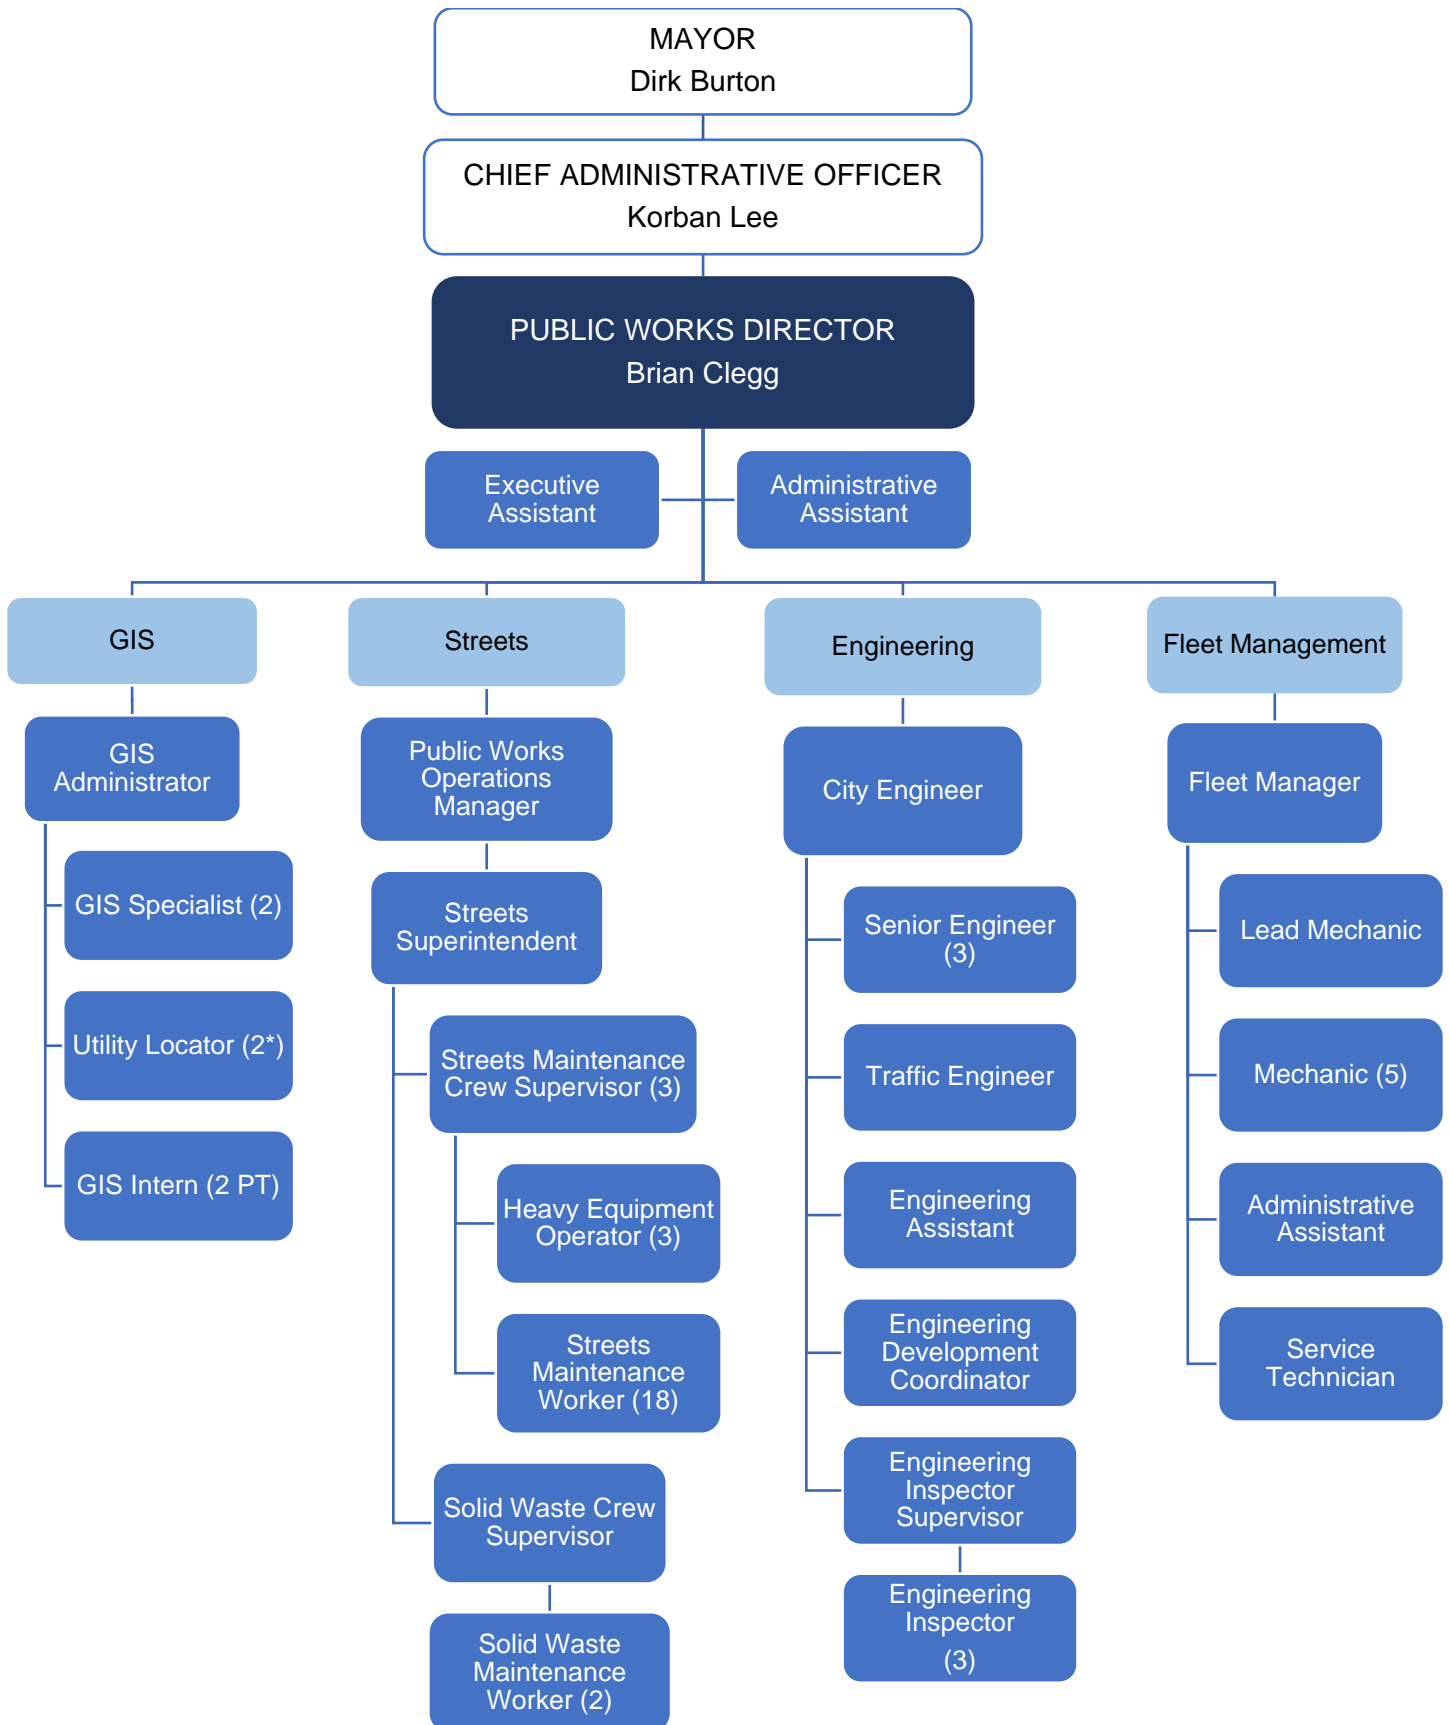 MAYOR
Dirk Burton
CHIEF ADMINISTRATIVE OFFICER
Korban Lee
PUBLIC WORKS DIRECTOR
Brian Clegg
Executive
Assistant
Administrative
Assistant
GIS
GIS
Administrator
GIS Specialist (2)
Utility Locator (2*)
GIS Intern (2 PT)
Streets
Public Works
Operations
Manager
Streets
Superintendent
Streets Maintenance
Crew Supervisor (3)
Heavy Equipment
Operator (3)
Streets
Maintenance
Worker (18)
Solid Waste Crew
Supervisor
Solid Waste
Maintenance
Worker (2)
Engineering
City Engineer
Senior Engineer
(3)
Traffic Engineer
Engineering
Assistant
Engineering
Development
Coordinator
Engineering
Inspector
Supervisor
Engineering
Inspector
(3)
Fleet Management
Fleet Manager
Lead Mechanic
Mechanic (5)
Administrative
Assistant
Service
Technician